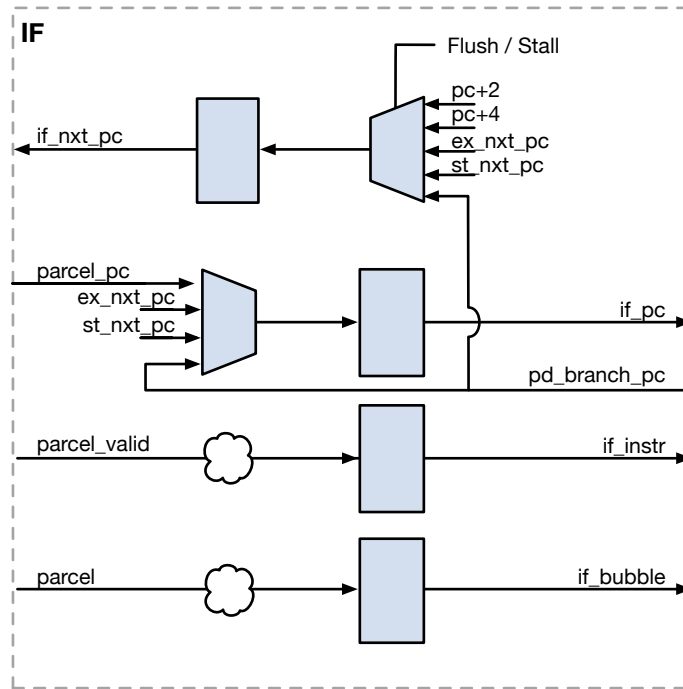 IF
Flush / Stall
pc+2
pc+4
if_nxt_pc
ex_nxt_pc
st_nxt_pc
parcel_pc
ex_nxt_pc
st_nxt_pc
if_pc
pd_branch_pc
parcel_valid
if_instr
parcel
if_bubble